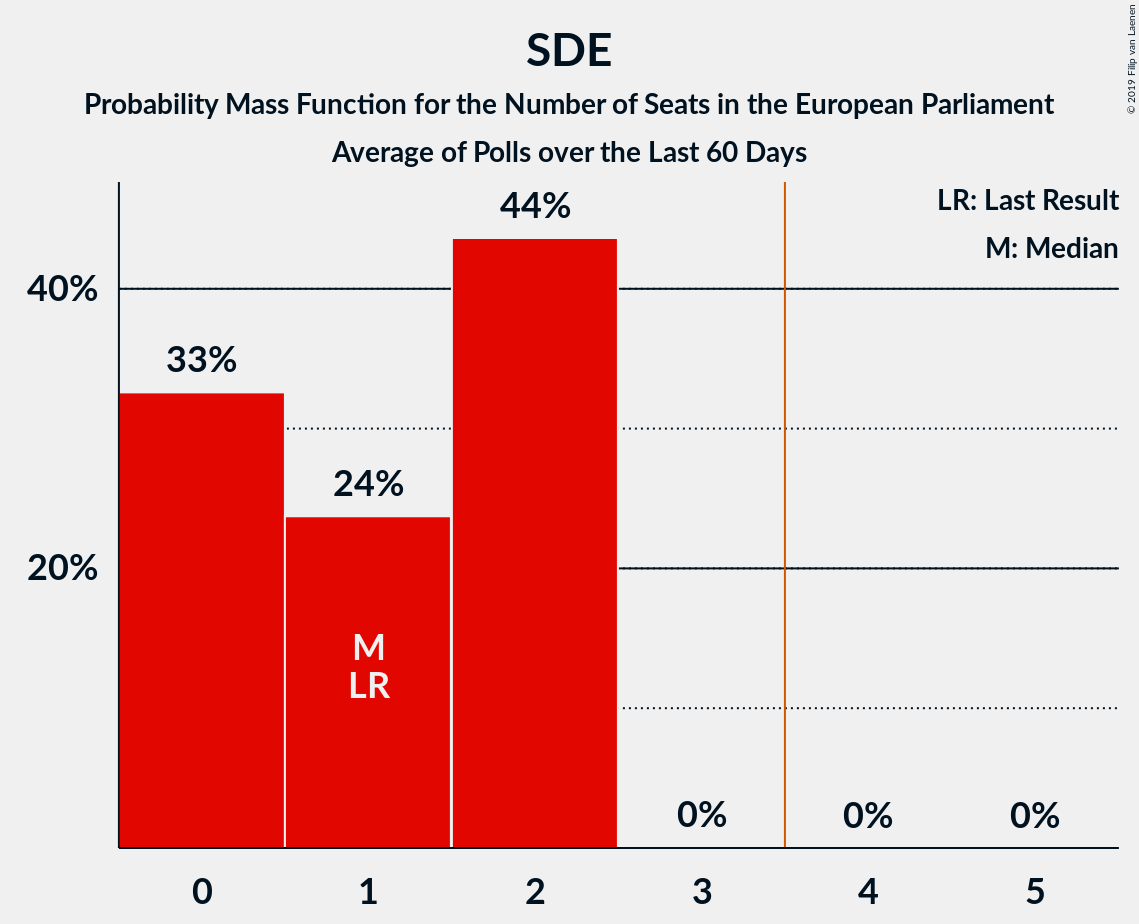 SDE
Probability Mass Function for the Number of Seats in the European Parliament
Average of Polls over the Last 60 Days
© 2019 Filip van Laenen
LR: Last Result
M: Median
44%
40%
33%
24%
20%
M
LR
0%
0%
0%
0
1
2
3
4
5